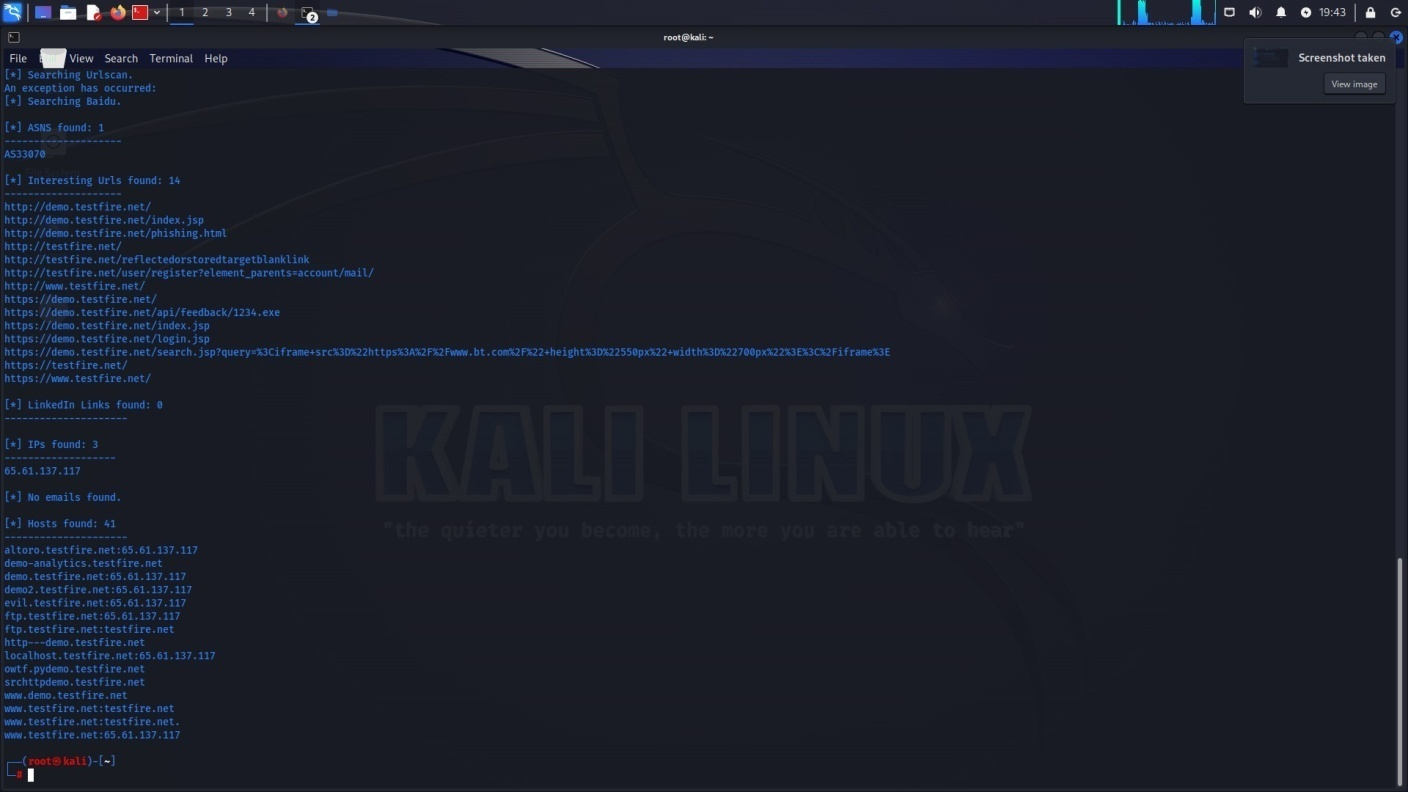 1 2 3 4
2
19:43
root@kali: ~
File View Search Terminal Help
Screenshot taken
View image
[*] Searching Urlscan.
An exception has occurred:
[*] Searching Baidu.
[*] ASNS found: 1
--------------------
AS33070
[*] Interesting Urls found: 14
--------------------
http://demo.testfire.net/
http://demo.testfire.net/index.jsp
http://demo.testfire.net/phishing.html
http://testfire.net/
http://testfire.net/reflectedorstoredtargetblanklink
http://testfire.net/user/register?element_parents=account/mail/
http://www.testfire.net/
https://demo.testfire.net/
https://demo.testfire.net/api/feedback/1234.exe
https://demo.testfire.net/index.jsp
https://demo.testfire.net/login.jsp
https://demo.testfire.net/search.jsp?query=%3Ciframe+src%3D%22https%3A%2F%2Fwww.bt.com%2F%22+height%3D%22550px%22+width%3D%22700px%22%3E%3C%2Fiframe%3E
https://testfire.net/
https://www.testfire.net/
[*] LinkedIn Links found: 0
---------------------
[*] IPs found: 3
-------------------
65.61.137.117
[*] No emails found.
[*] Hosts found: 41
---------------------
altoro.testfire.net:65.61.137.117
demo-analytics.testfire.net
demo.testfire.net:65.61.137.117
demo2.testfire.net:65.61.137.117
evil.testfire.net:65.61.137.117
ftp.testfire.net:65.61.137.117
ftp.testfire.net:testfire.net
http---demo.testfire.net
localhost.testfire.net:65.61.137.117
owtf.pydemo.testfire.net
srchttpdemo.testfire.net
www.demo.testfire.net
www.testfire.net:testfire.net
www.testfire.net:testfire.net.
www.testfire.net:65.61.137.117
(root㉿kali)-[~]
#
KALI LINUX
"the quieter you become, the more you are able to hear"